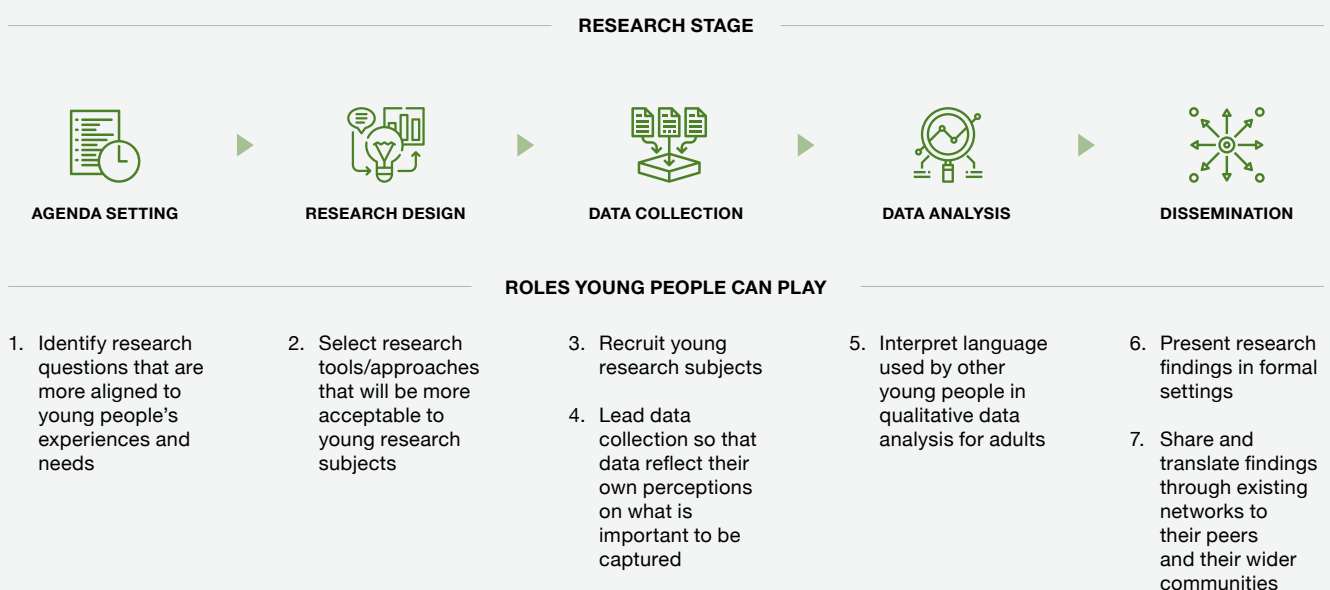 RESEARCH STAGE
AGENDA SETTING
RESEARCH DESIGN
DATA COLLECTION
DATA ANALYSIS
DISSEMINATION
ROLES YOUNG PEOPLE CAN PLAY
1. Identify research
questions that are
more aligned to
young people's
experiences and
needs
2. Select research
tools/approaches
that will be more
acceptable to
young research
subjects
3. Recruit young
research subjects
4. Lead data
collection so that
data reflect their
own perceptions
on what is
important to be
captured
5. Interpret language
used by other
young people in
qualitative data
analysis for adults
6. Present research
findings in formal
settings
7. Share and
translate findings
through existing
networks to
their peers
and their wider
communities